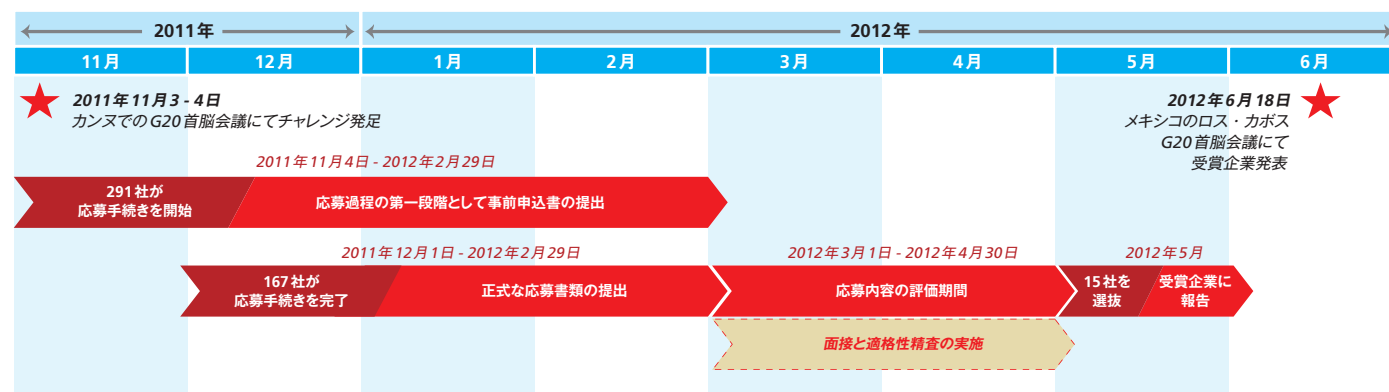 2011年
2012年
11月
12月
1月
2月
3月
4月
5月
6月
2011年11月3 - 4日
カンヌでのG20首脳会議にてチャレンジ発足
2012年6月18日
メキシコのロス・カボス
G20首脳会議にて
受賞企業発表
2011年11月4日 - 2012年2月29日
291社が
応募手続きを開始
応募過程の第一段階として事前申込書の提出
2011年12月1日 - 2012年2月29日
2012年3月1日 - 2012年4月30日
2012年5月
167社が
応募手続きを完了
正式な応募書類の提出
応募内容の評価期間
15社を
選抜
受賞企業に
報告
面接と適格性精査の実施